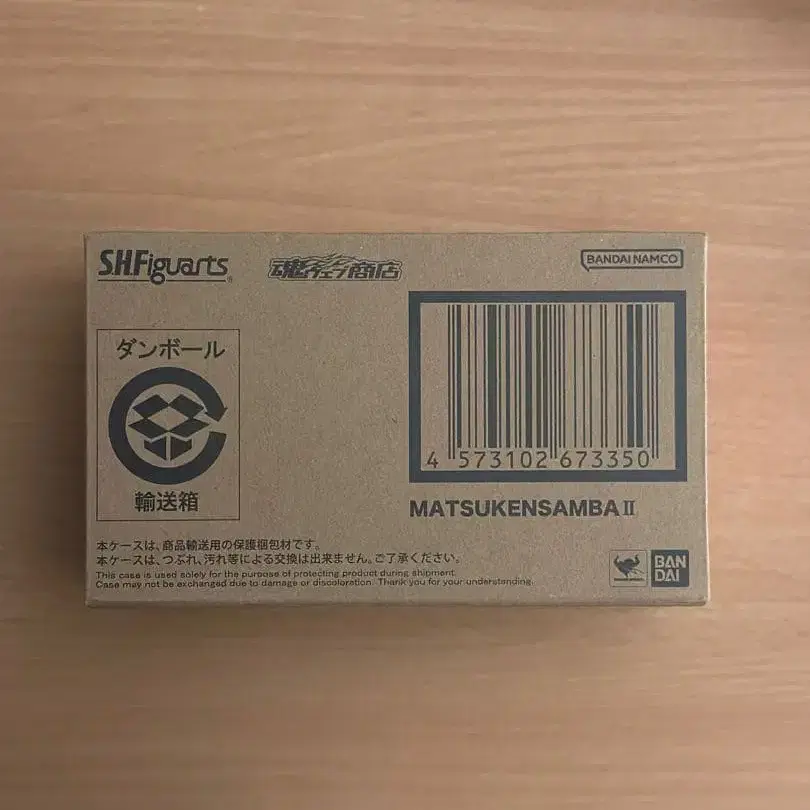 S.H.Figuarts
魂ウェブ商店
BANDAI NAMCO
ダンボール
輸送箱
4 573102 673350
MATSUKENSAMBAⅡ
本ケースは、商品輸送用の保護梱包材です。
本ケースは、つぶれ、汚れ等による交換は出来ません。ご了承ください。
This case is used solely for the purpose of protecting product during shipment.
Case may not be exchanged due to damage or discoloration. Thank you for your understanding.
BAN
DAI